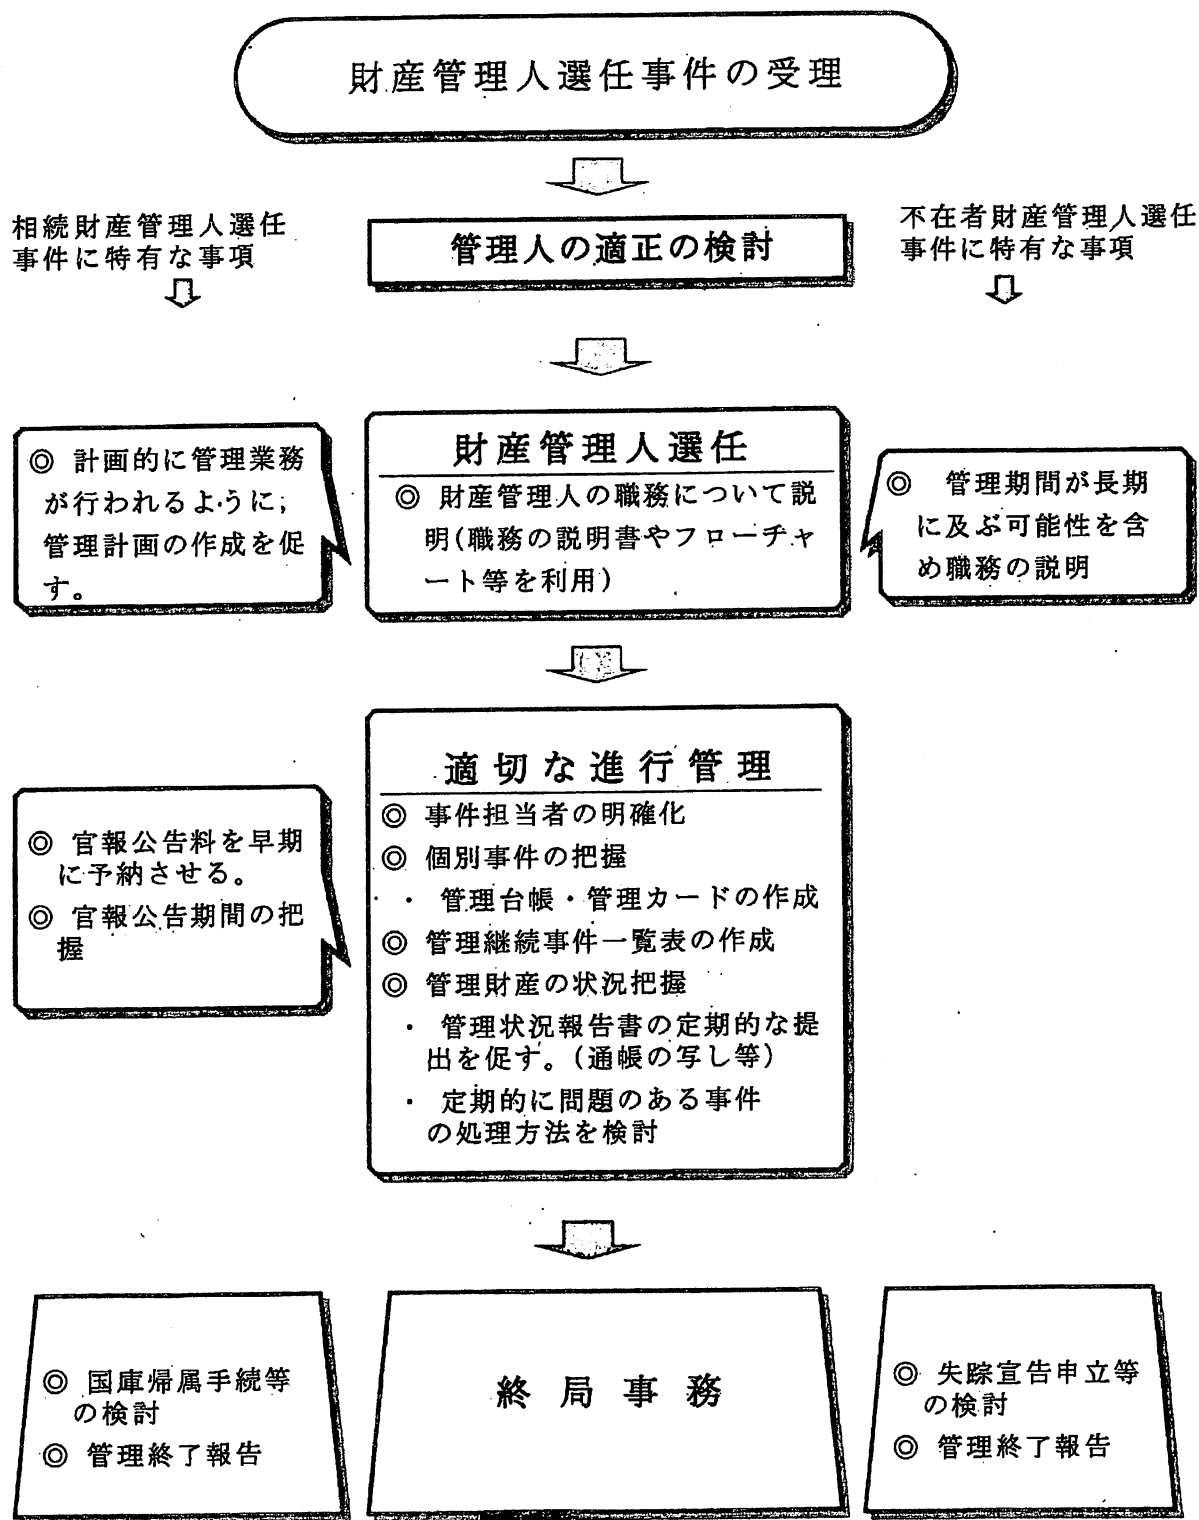 財産管理人選任事件の受理
相続財産管理人選任
事件に特有な事項
管理人の適正の検討
不在者財産管理人選任
事件に特有な事項
◎ 計画的に管理業務
が行われるように,
管理計画の作成を促
す。
財産管理人選任
◎ 財産管理人の職務について説
明(職務の説明書やフローチャ
ート等を利用)
◎ 管理期間が長期
に及ぶ可能性を含
め職務の説明
◎ 官報公告料を早期
に予納させる。
◎ 官報公告期間の把
握
適切な進行管理
◎ 事件担当者の明確化
◎ 個別事件の把握
・ 管理台帳・管理カードの作成
◎ 管理継続事件一覧表の作成
◎ 管理財産の状況把握
・ 管理状況報告書の定期的な提
出を促す。(通帳の写し等)
・ 定期的に問題のある事件
の処理方法を検討
◎ 国庫帰属手続等
の検討
◎ 管理終了報告
終局事務
◎ 失踪宣告申立等
の検討
◎ 管理終了報告